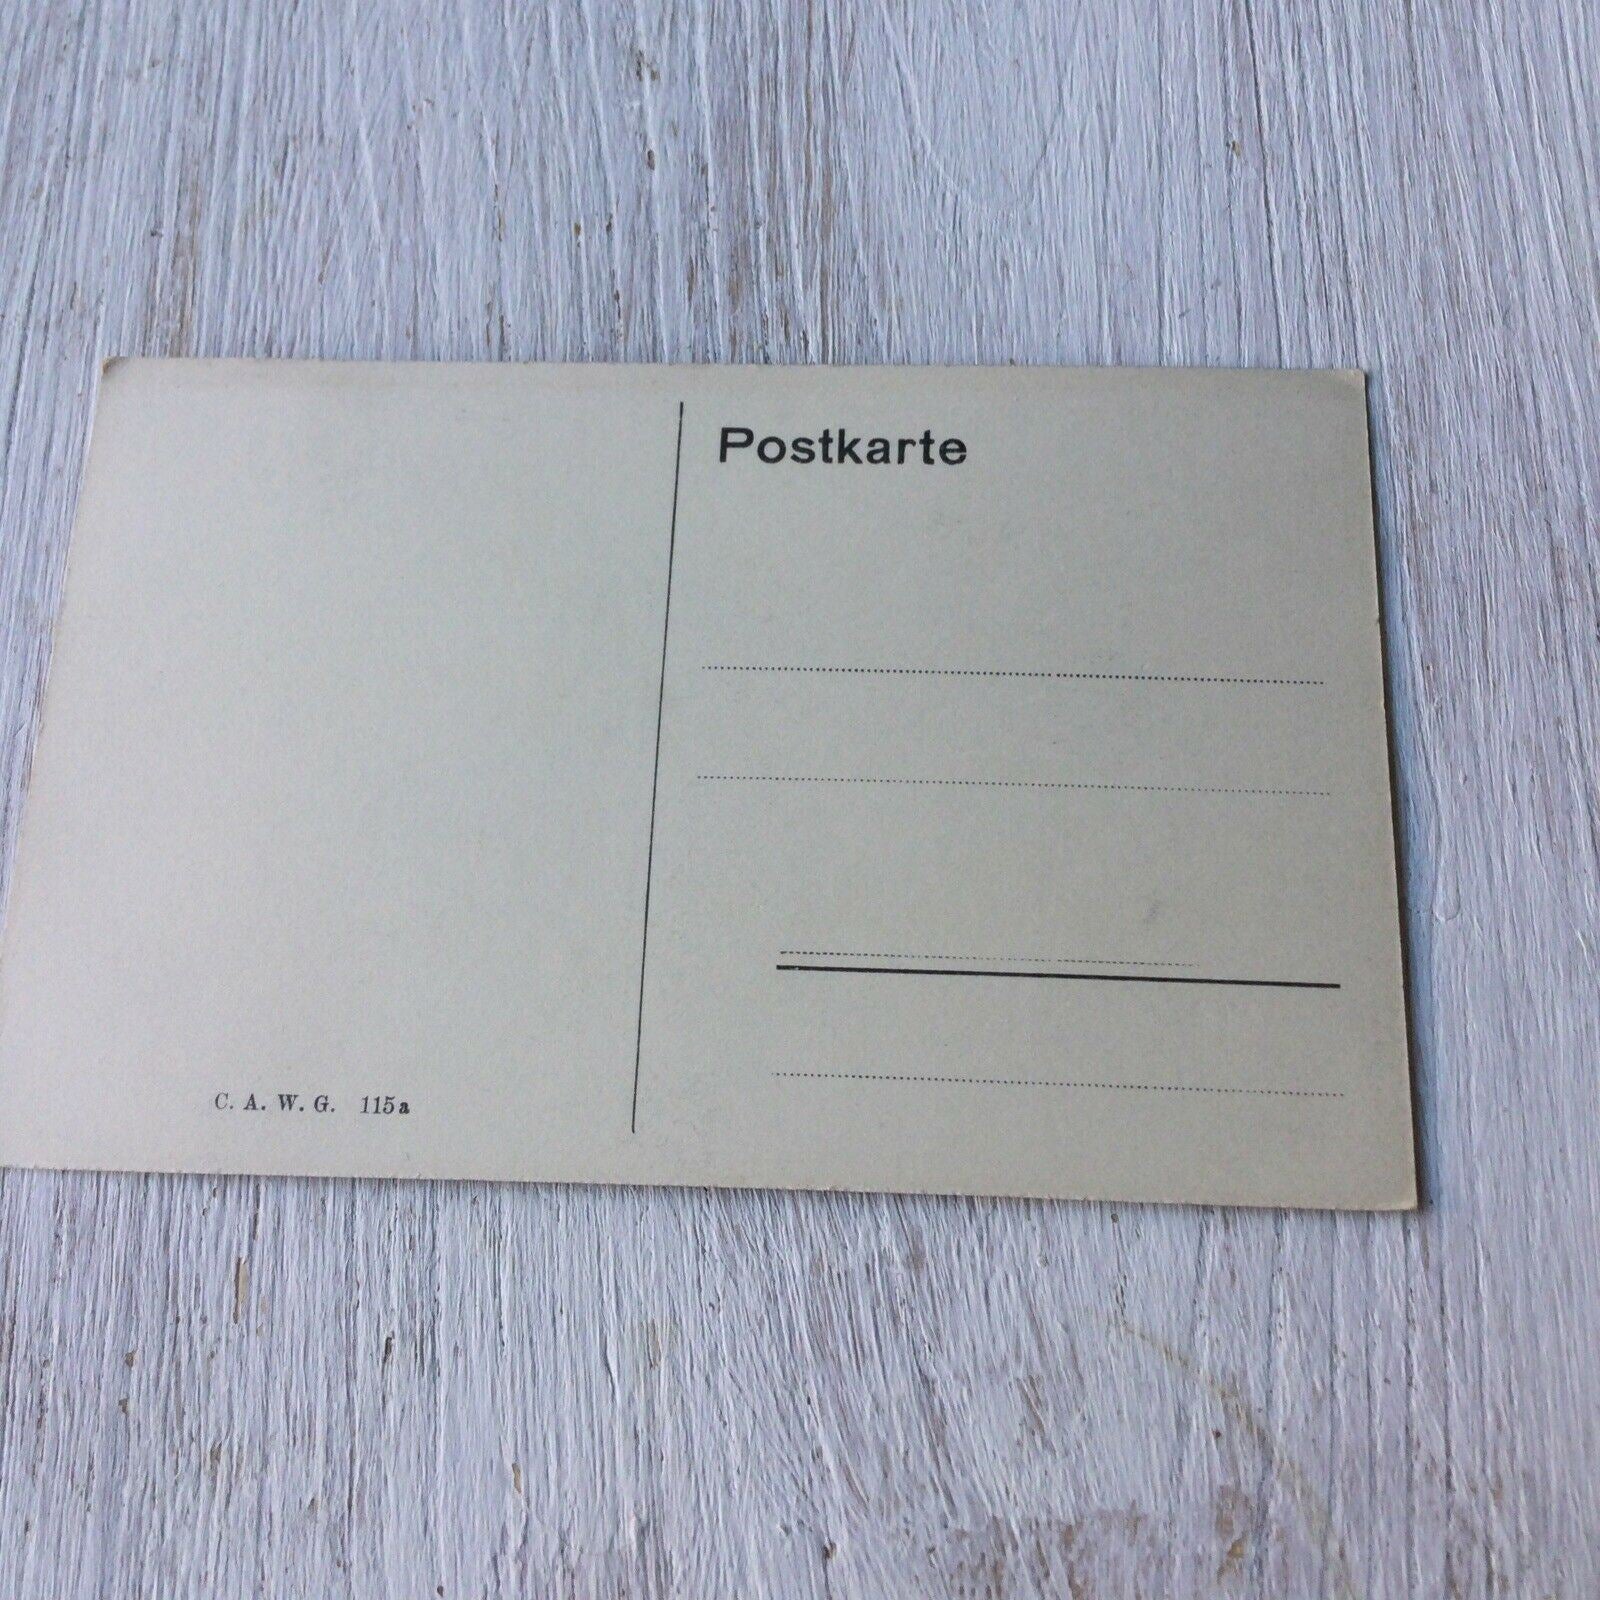 Postkarte
C. A. W. G. 115a